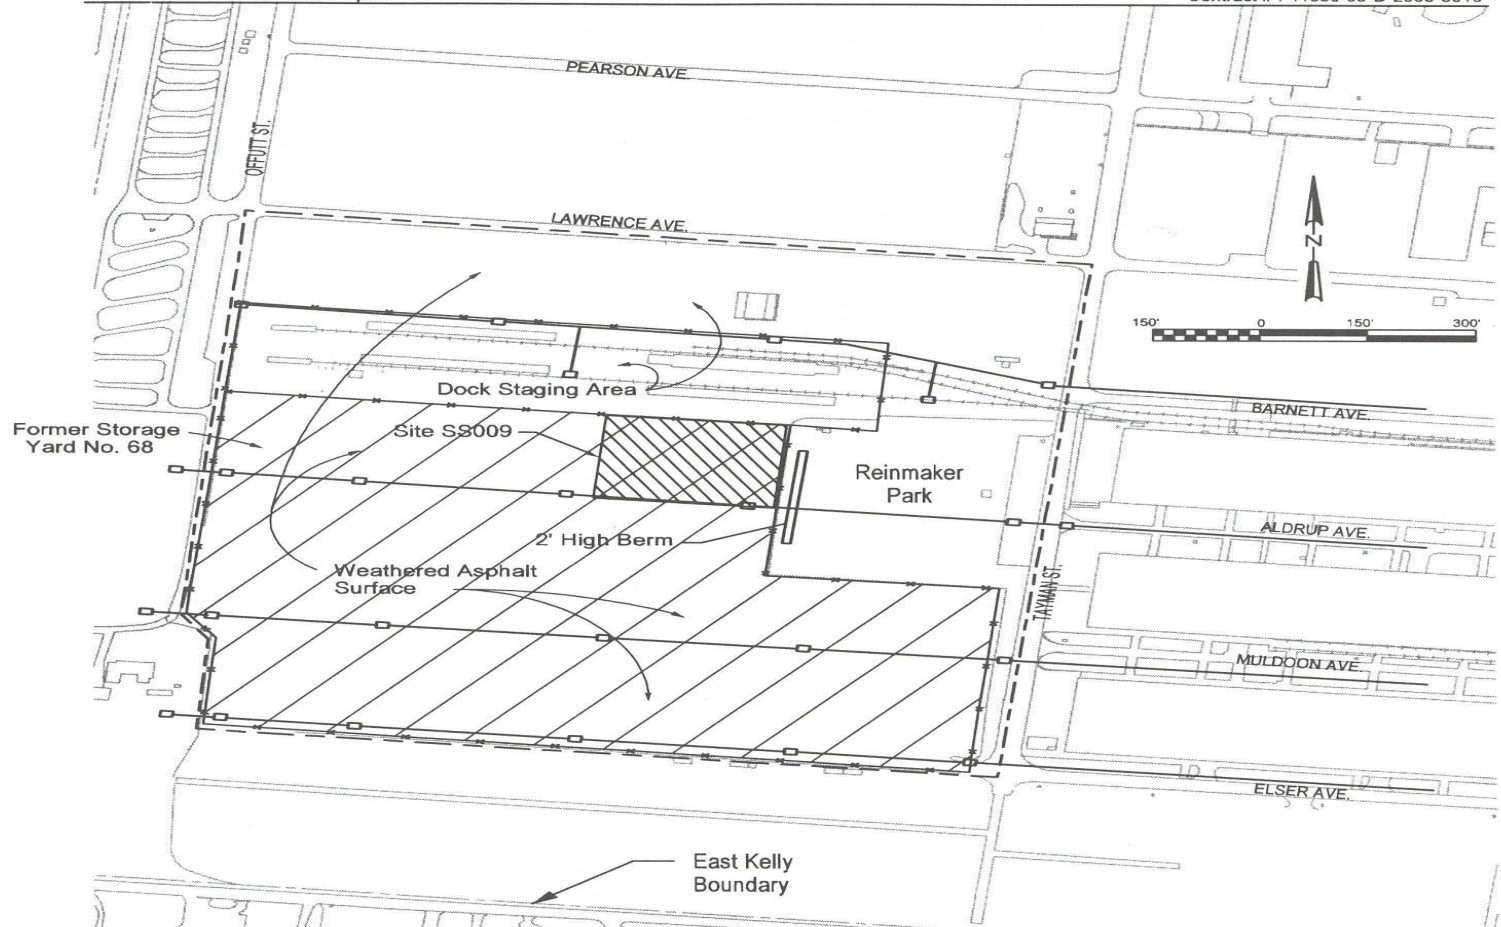 PEARSON AVE.
OFFUTT ST.
LAWRENCE AVE.
N
150' 0 150' 300'
Dock Staging Area
BARNETT AVE.
Former Storage
Yard No. 68
Site SS009
Reinmaker
Park
ALDRUP AVE.
2' High Berm
Weathered Asphalt
Surface
TAYMAN ST.
MULDOON AVE.
ELSER AVE.
East Kelly
Boundary